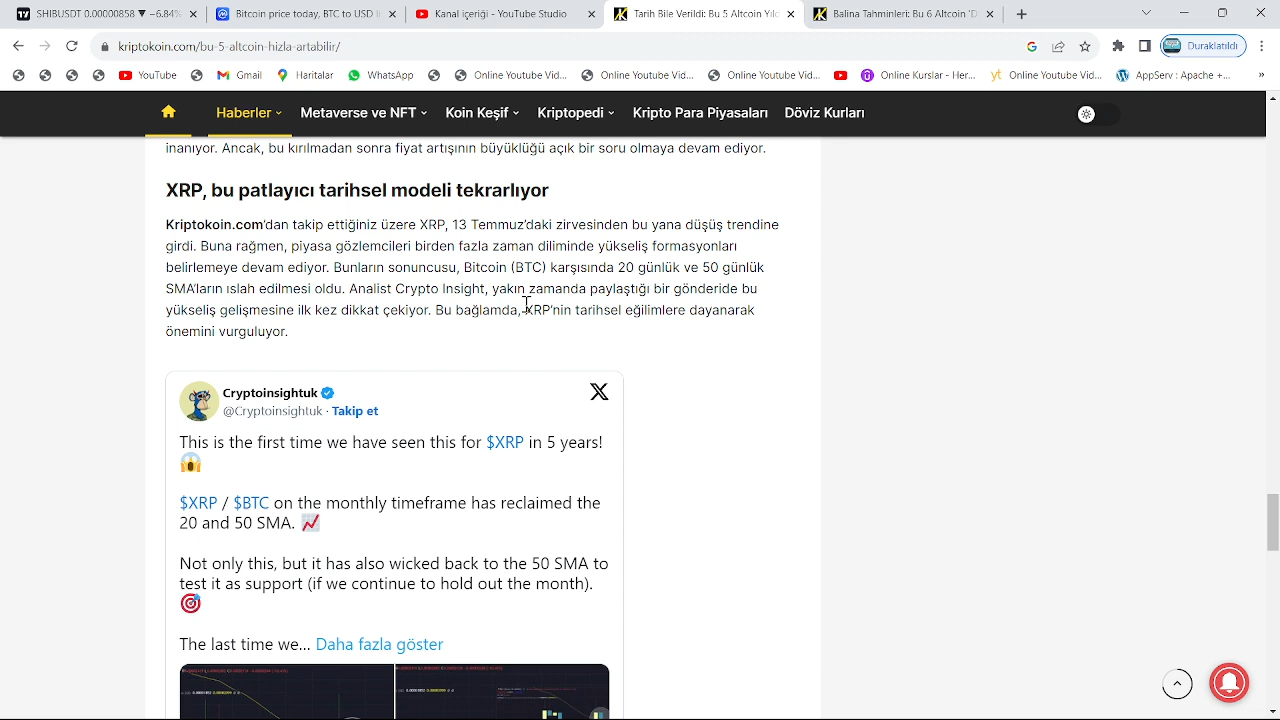 SHIBUSDT 0.00000858 ▼ −6.84%
Bitcoin price today, BTC to USD li
Kanal içeriği - YouTube Studio
Tarih Bile Verildi: Bu 5 Altcoin Yılc
kriptokoin.com/bu-5-altcoin-hizla-artabilir/
Duraklatıldı
YouTube
Gmail
Haritalar
WhatsApp
Online Youtube Vid...
Online Youtube Vid...
Online Youtube Vid...
Online Kurslar - Her...
Online Youtube Vid...
AppServ : Apache +...
Haberler
Metaverse ve NFT
Koin Keşif
Kriptopedi
Kripto Para Piyasaları
Döviz Kurları
inanıyor. Ancak, bu kırılmadan sonra fiyat artışının büyüklüğü açık bir soru olmaya devam ediyor.
XRP, bu patlayıcı tarihsel modeli tekrarlıyor
Kriptokoin.com'dan takip ettiğiniz üzere XRP, 13 Temmuz'daki zirvesinden bu yana düşüş trendine
girdi. Buna rağmen, piyasa gözlemcileri birden fazla zaman diliminde yükseliş formasyonları
belirlemeye devam ediyor. Bunların sonuncusu, Bitcoin (BTC) karşısında 20 günlük ve 50 günlük
SMA'ların ıslah edilmesi oldu. Analist Crypto Insight, yakın zamanda paylaştığı bir gönderide bu
yükseliş gelişmesine ilk kez dikkat çekiyor. Bu bağlamda, XRP'nin tarihsel eğilimlere dayanarak
önemini vurguluyor.
Cryptoinsightuk
@Cryptoinsightuk · Takip et
This is the first time we have seen this for $XRP in 5 years!
😱
$XRP / $BTC on the monthly timeframe has reclaimed the
20 and 50 SMA. 📈
Not only this, but it has also wicked back to the 50 SMA to
test it as support (if we continue to hold out the month).
🎯
The last time we... Daha fazla göster